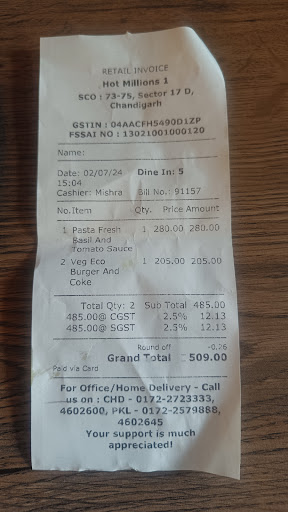 RETAIL INVOICE
Hot Millions 1
SCO : 73-75, Sector 17 D,
Chandigarh
GSTIN : 04AACFH5490D1ZP
FSSAI NO : 13021001000120
Name:
Date: 02/07/24 Dine In: 5
15:04
Cashier: Mishra Bill No.: 91157
No.Item Qty. Price Amount
1 Pasta Fresh 1 280.00 280.00
Basil And
Tomato Sauce
2 Veg Eco 1 205.00 205.00
Burger And
Coke
Total Qty: 2 Sub Total 485.00
485.00@ CGST 2.5% 12.13
485.00@ SGST 2.5% 12.13
Round off -0.26
Grand Total 509.00
Paid via Card
For Office/Home Delivery - Call
us on : CHD - 0172-2723333,
4602600, PKL - 0172-2579888,
4602645
Your support is much
appreciated!